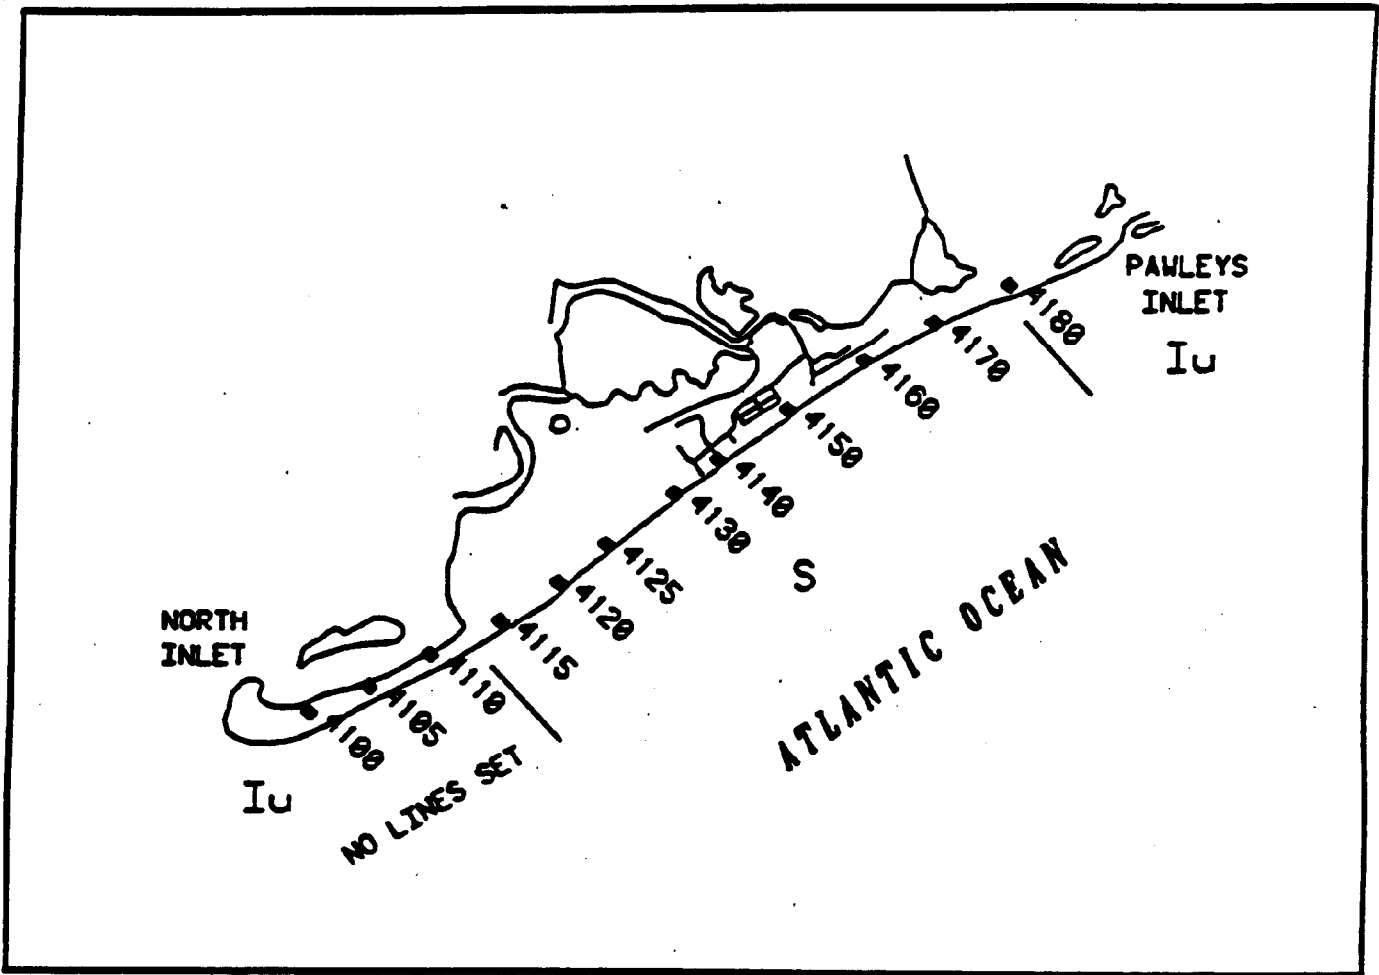 PAWLEYS
INLET
Iu
4180
4170
4160
4150
4140
4130
4125
4120
4115
4110
4105
4100
S
ATLANTIC OCEAN
NORTH
INLET
Iu
NO LINES SET